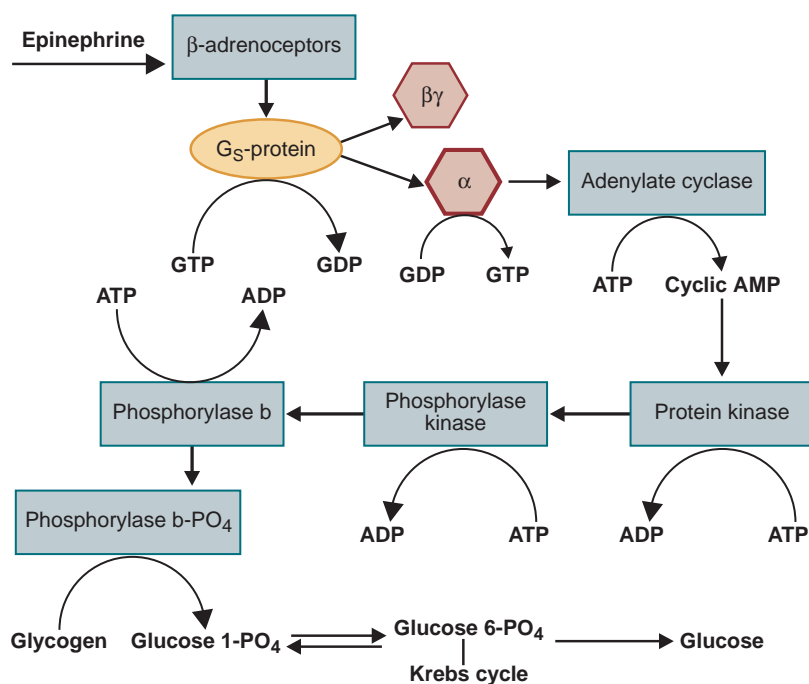 Epinephrine
β-adrenoceptors
βγ
GS-protein
α
Adenylate cyclase
GTP
GDP
GDP
GTP
ATP
Cyclic AMP
ATP
ADP
Phosphorylase b
Phosphorylase
kinase
Protein kinase
Phosphorylase b-PO4
ADP
ATP
ADP
ATP
Glycogen
Glucose 1-PO4
Glucose 6-PO4
Glucose
Krebs cycle